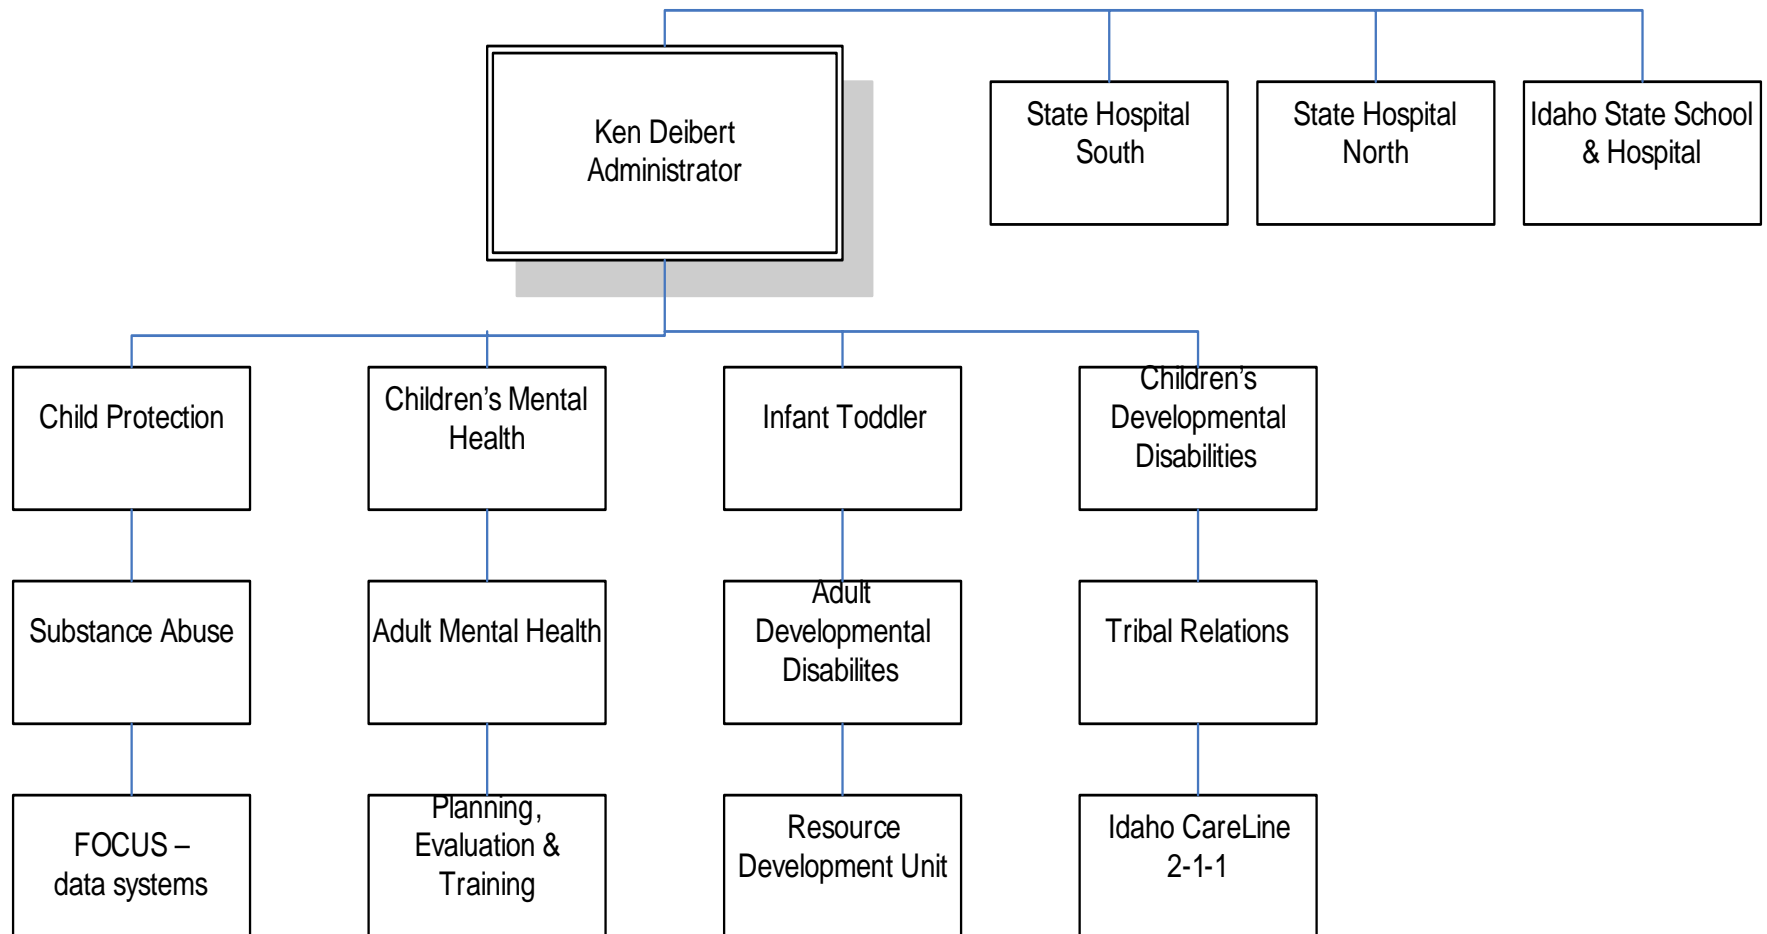 Ken Deibert
Administrator
State Hospital
South
State Hospital
North
Idaho State School
& Hospital
Child Protection
Children's Mental
Health
Infant Toddler
Children's
Developmental
Disabilities
Substance Abuse
Adult Mental Health
Adult
Developmental
Disabilites
Tribal Relations
FOCUS –
data systems
Planning,
Evaluation &
Training
Resource
Development Unit
Idaho CareLine
2-1-1